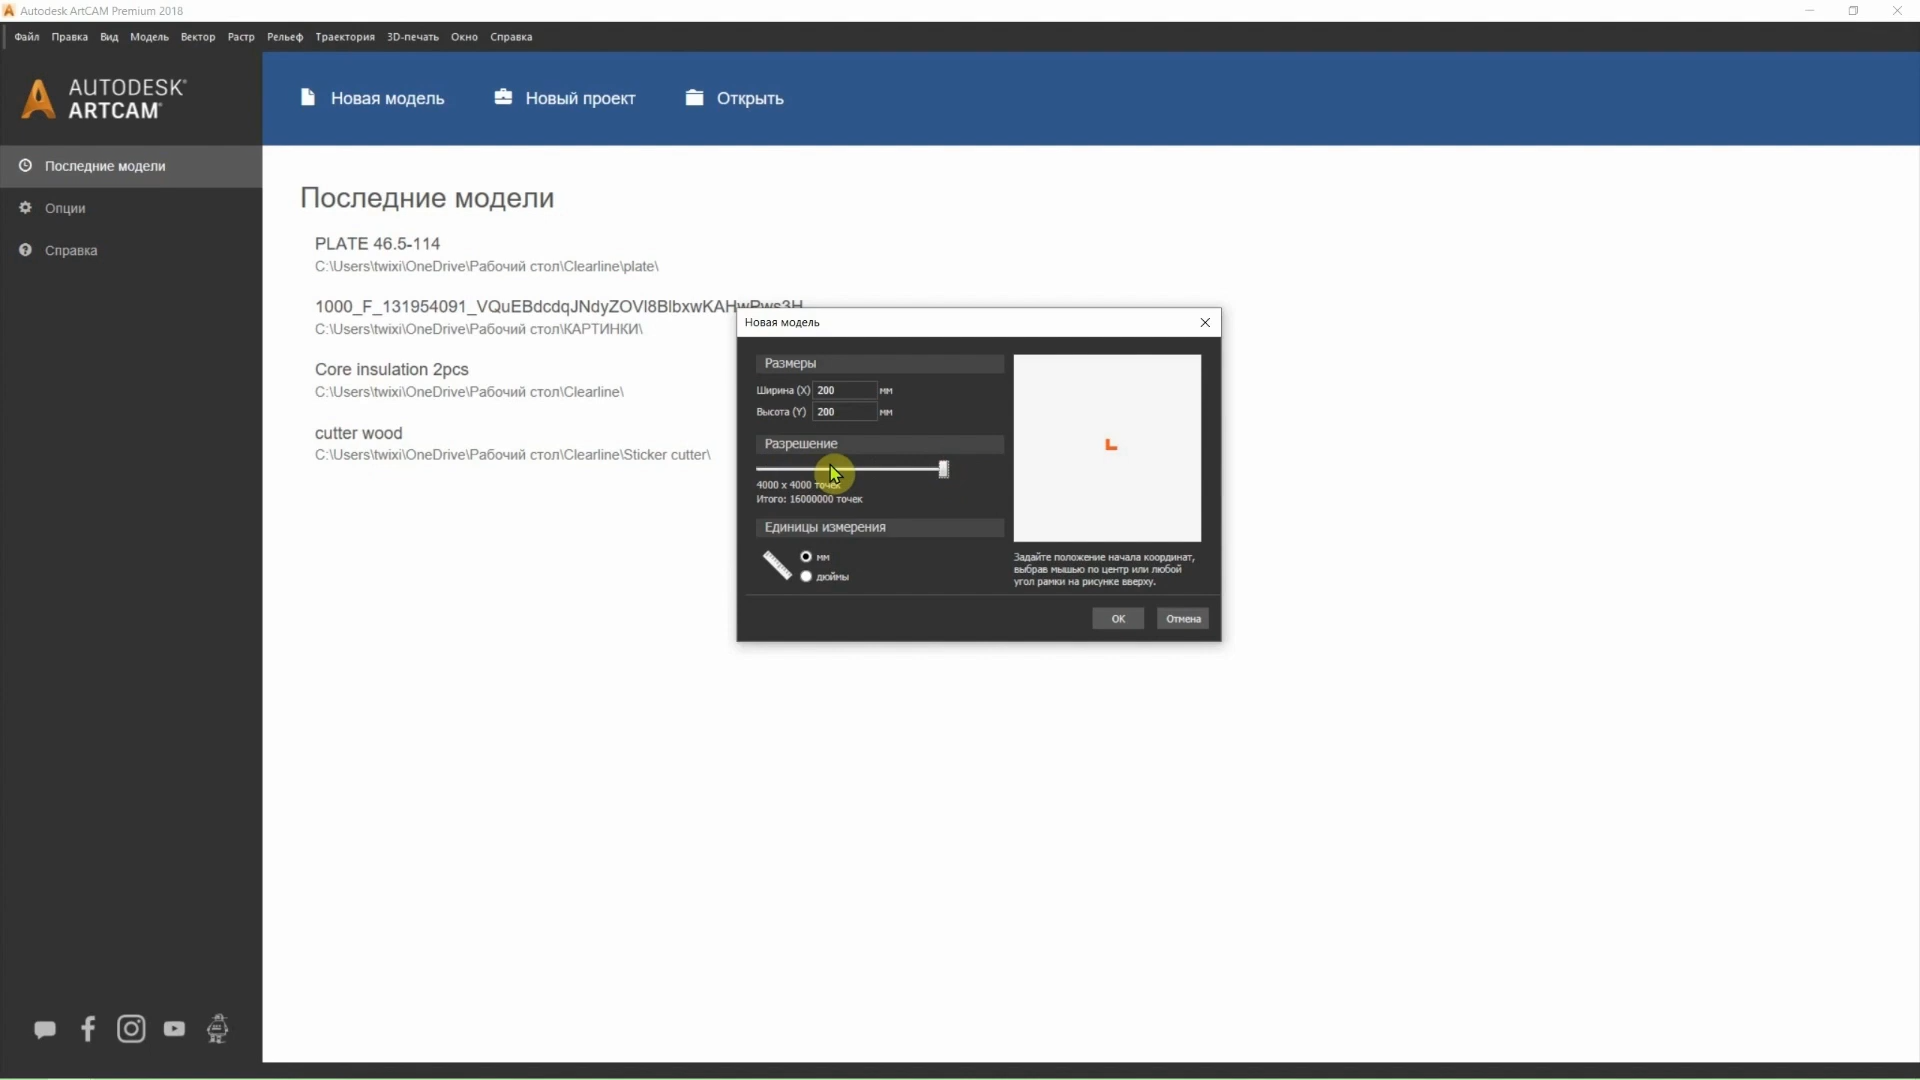 Autodesk ArtCAM Premium 2018
Файл Правка Вид Модель Вектор Растр Рельеф Траектория 3D-печать Окно Справка
AUTODESK®
ARTCAM®
Новая модель
Новый проект
Открыть
Последние модели
Опции
Справка
Последние модели
PLATE 46.5-114
C:\Users\twixi\OneDrive\Рабочий стол\Clearline\plate\
1000_F_131954091_VQuEBdcdqJNdyZOVI8BlbxwKAHwPws3H
C:\Users\twixi\OneDrive\Рабочий стол\КАРТИНКИ\
Core insulation 2pcs
C:\Users\twixi\OneDrive\Рабочий стол\Clearline\
cutter wood
C:\Users\twixi\OneDrive\Рабочий стол\Clearline\Sticker cutter\
Новая модель
Размеры
Ширина (X) 200 мм
Высота (Y) 200 мм
Разрешение
4000 x 4000 точек
Итого: 16000000 точек
Единицы измерения
мм
дюймы
Задайте положение начала координат,
выбрав мышью по центр или любой
угол рамки на рисунке вверху.
OK
Отмена